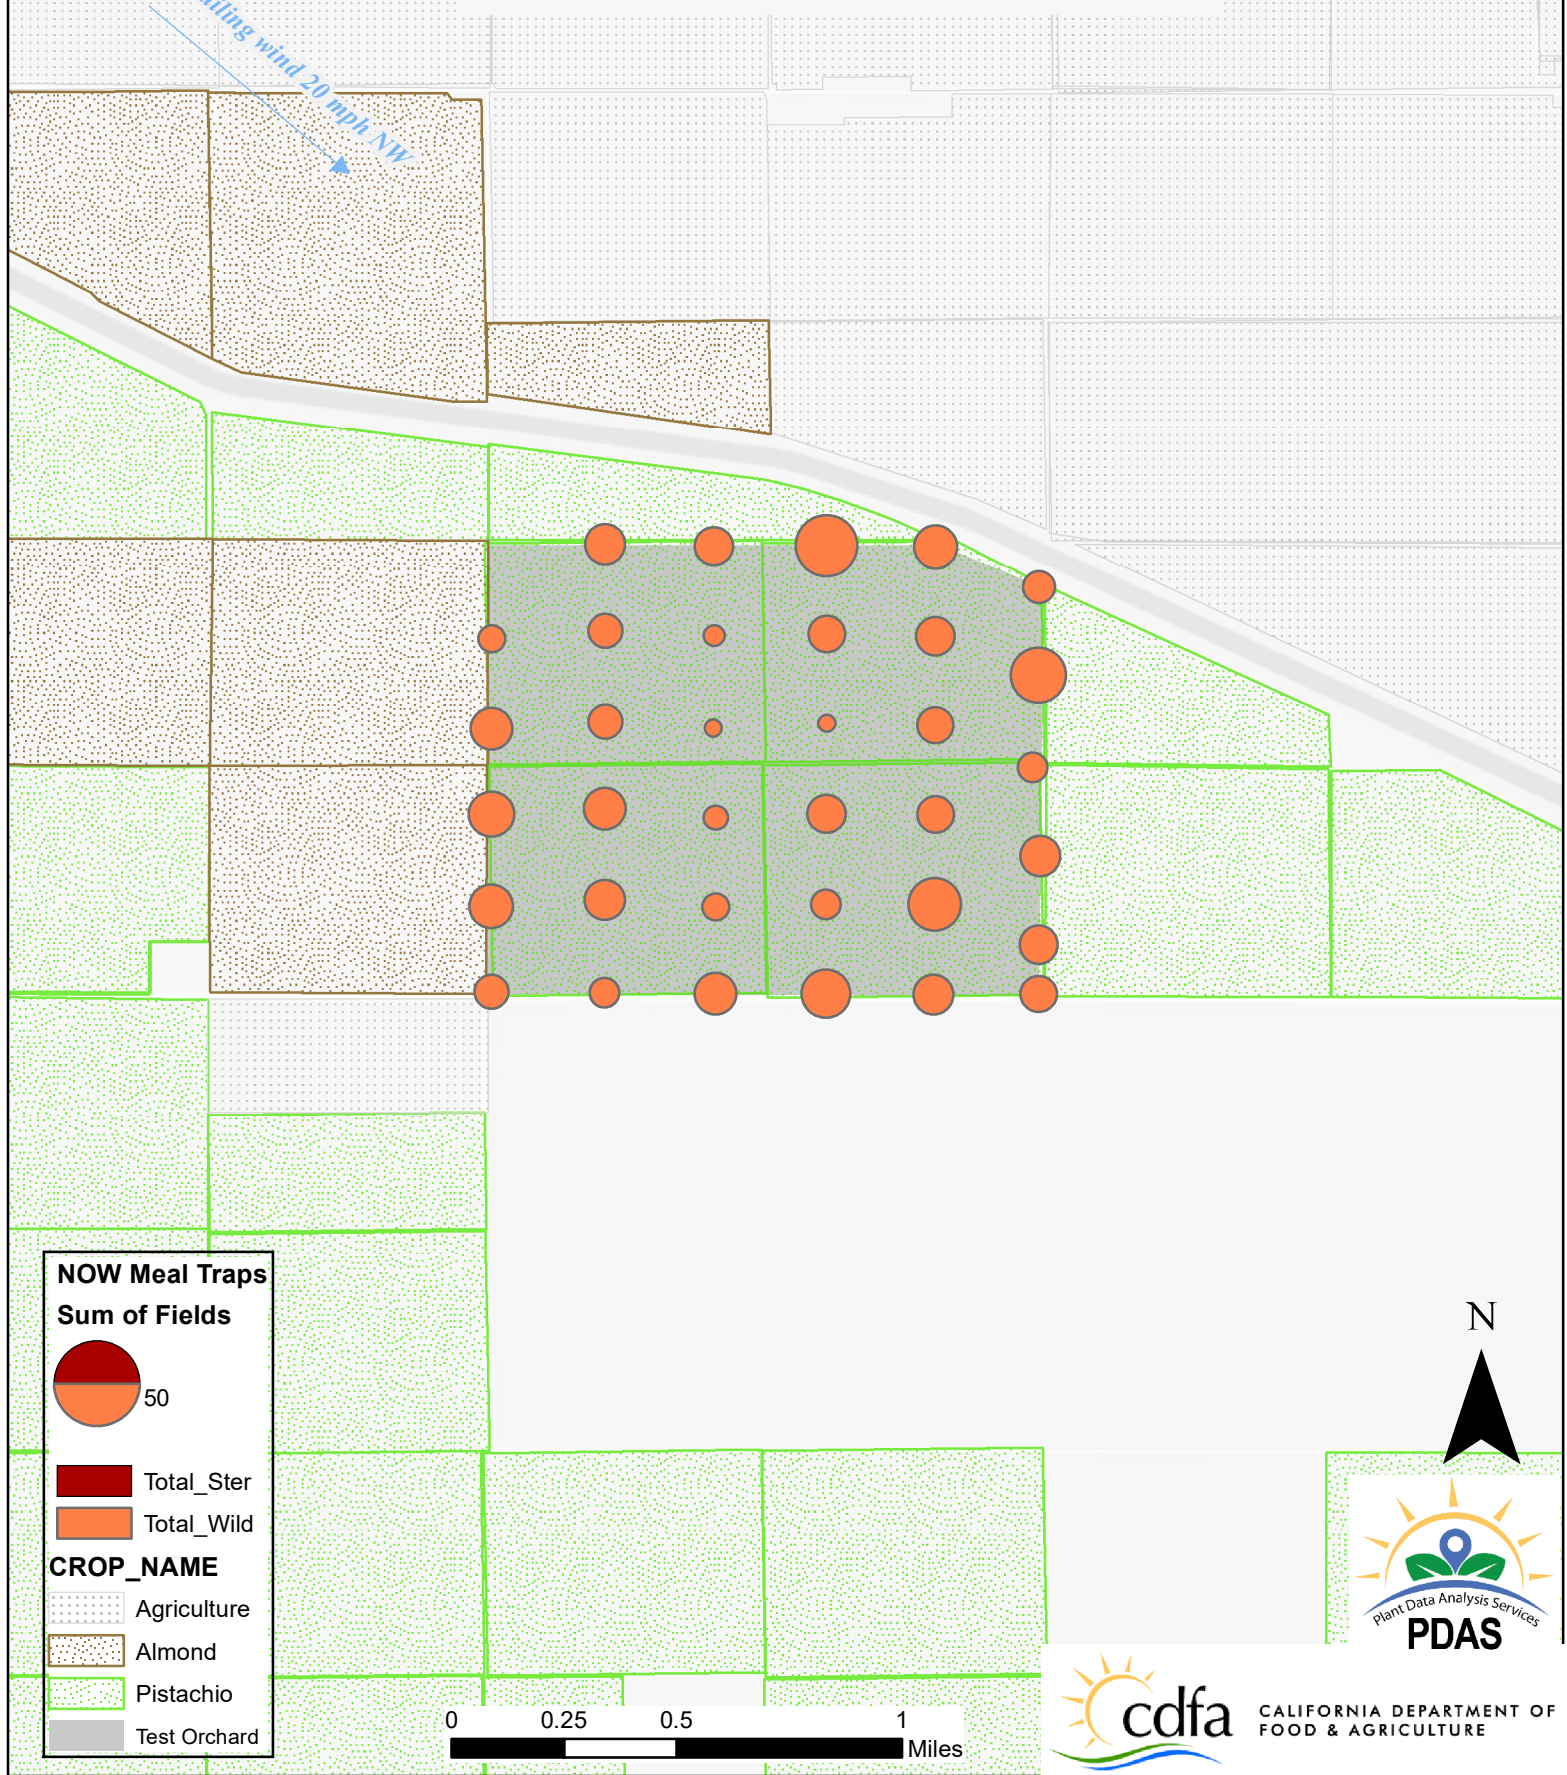 wind 20 mph NW
NOW Meal Traps
Sum of Fields
50
Total_Ster
Total_Wild
CROP_NAME
Agriculture
Almond
Pistachio
Test Orchard
0 0.25 0.5 1
Miles
N
Plant Data Analysis Services
PDAS
cdfa
CALIFORNIA DEPARTMENT OF
FOOD & AGRICULTURE